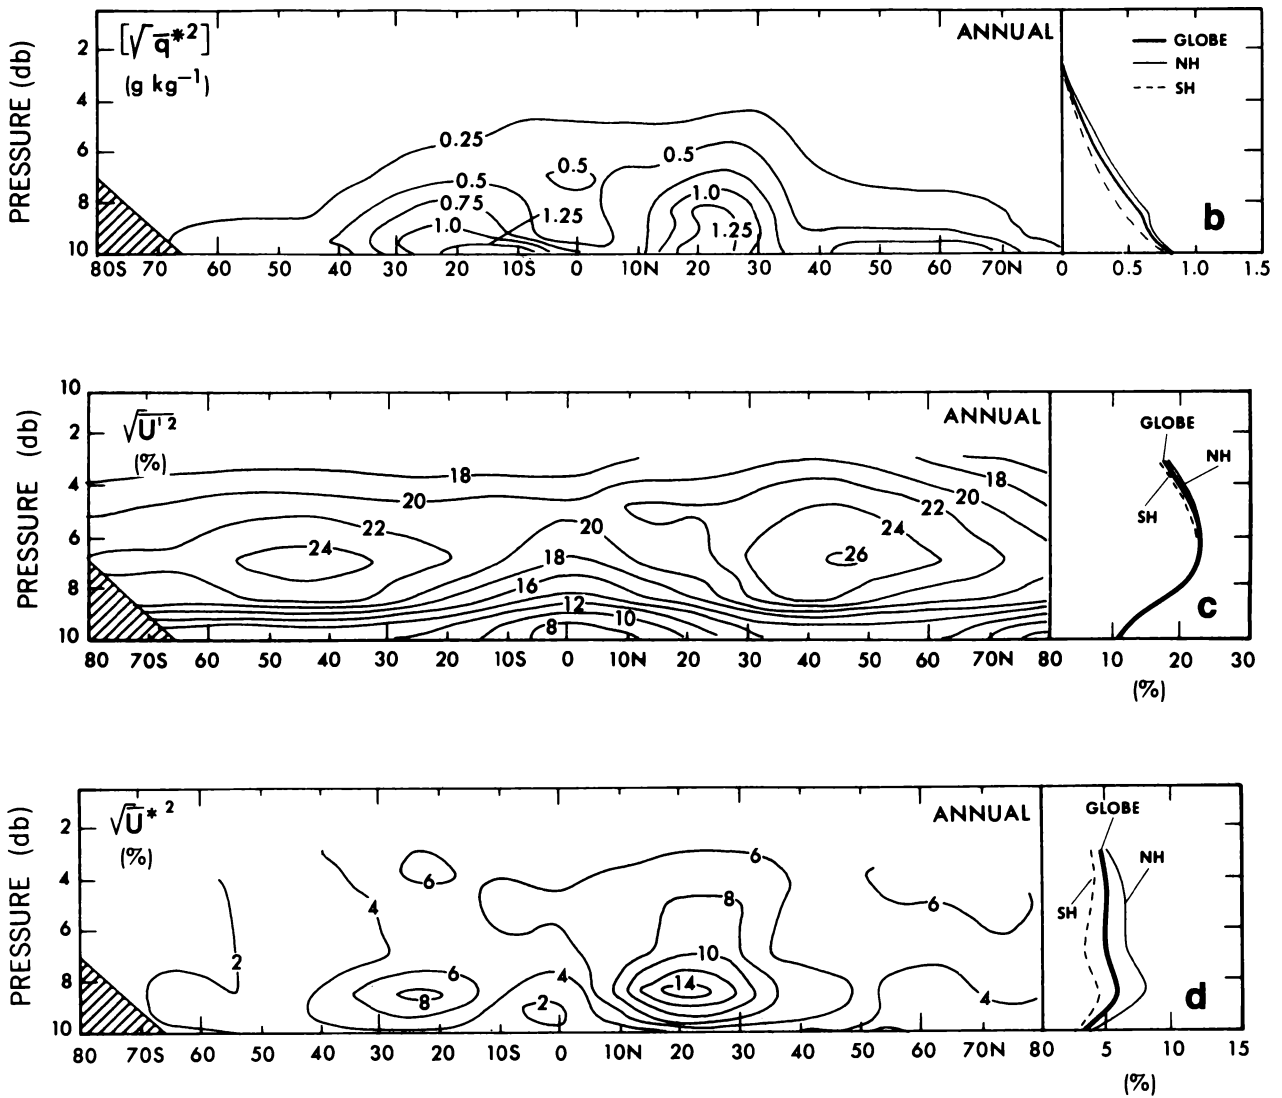 [√q̅*²] ANNUAL
(g kg⁻¹)
PRESSURE (db)
2
4
6
8
10
0.25
0.5
0.5
0.5
0.75
1.0
1.25
1.0
1.25
GLOBE
NH
SH
b
80S 70 60 50 40 30 20 10S 0 10N 20 30 40 50 60 70N 0 0.5 1.0 1.5
√U'² ANNUAL
(%)
PRESSURE (db)
10
2
4
6
8
10
18
20
22
24
20
18
16
12
10
8
18
20
22
24
26
GLOBE
NH
SH
c
80 70S 60 50 40 30 20 10S 0 10N 20 30 40 50 60 70N 80 10 20 30
(%)
√U̅*² ANNUAL
(%)
PRESSURE (db)
2
4
6
8
10
6
4
2
6
8
4
2
6
8
10
14
6
4
GLOBE
NH
SH
d
80 70S 60 50 40 30 20 10S 0 10N 20 30 40 50 60 70N 80 5 10 15
(%)